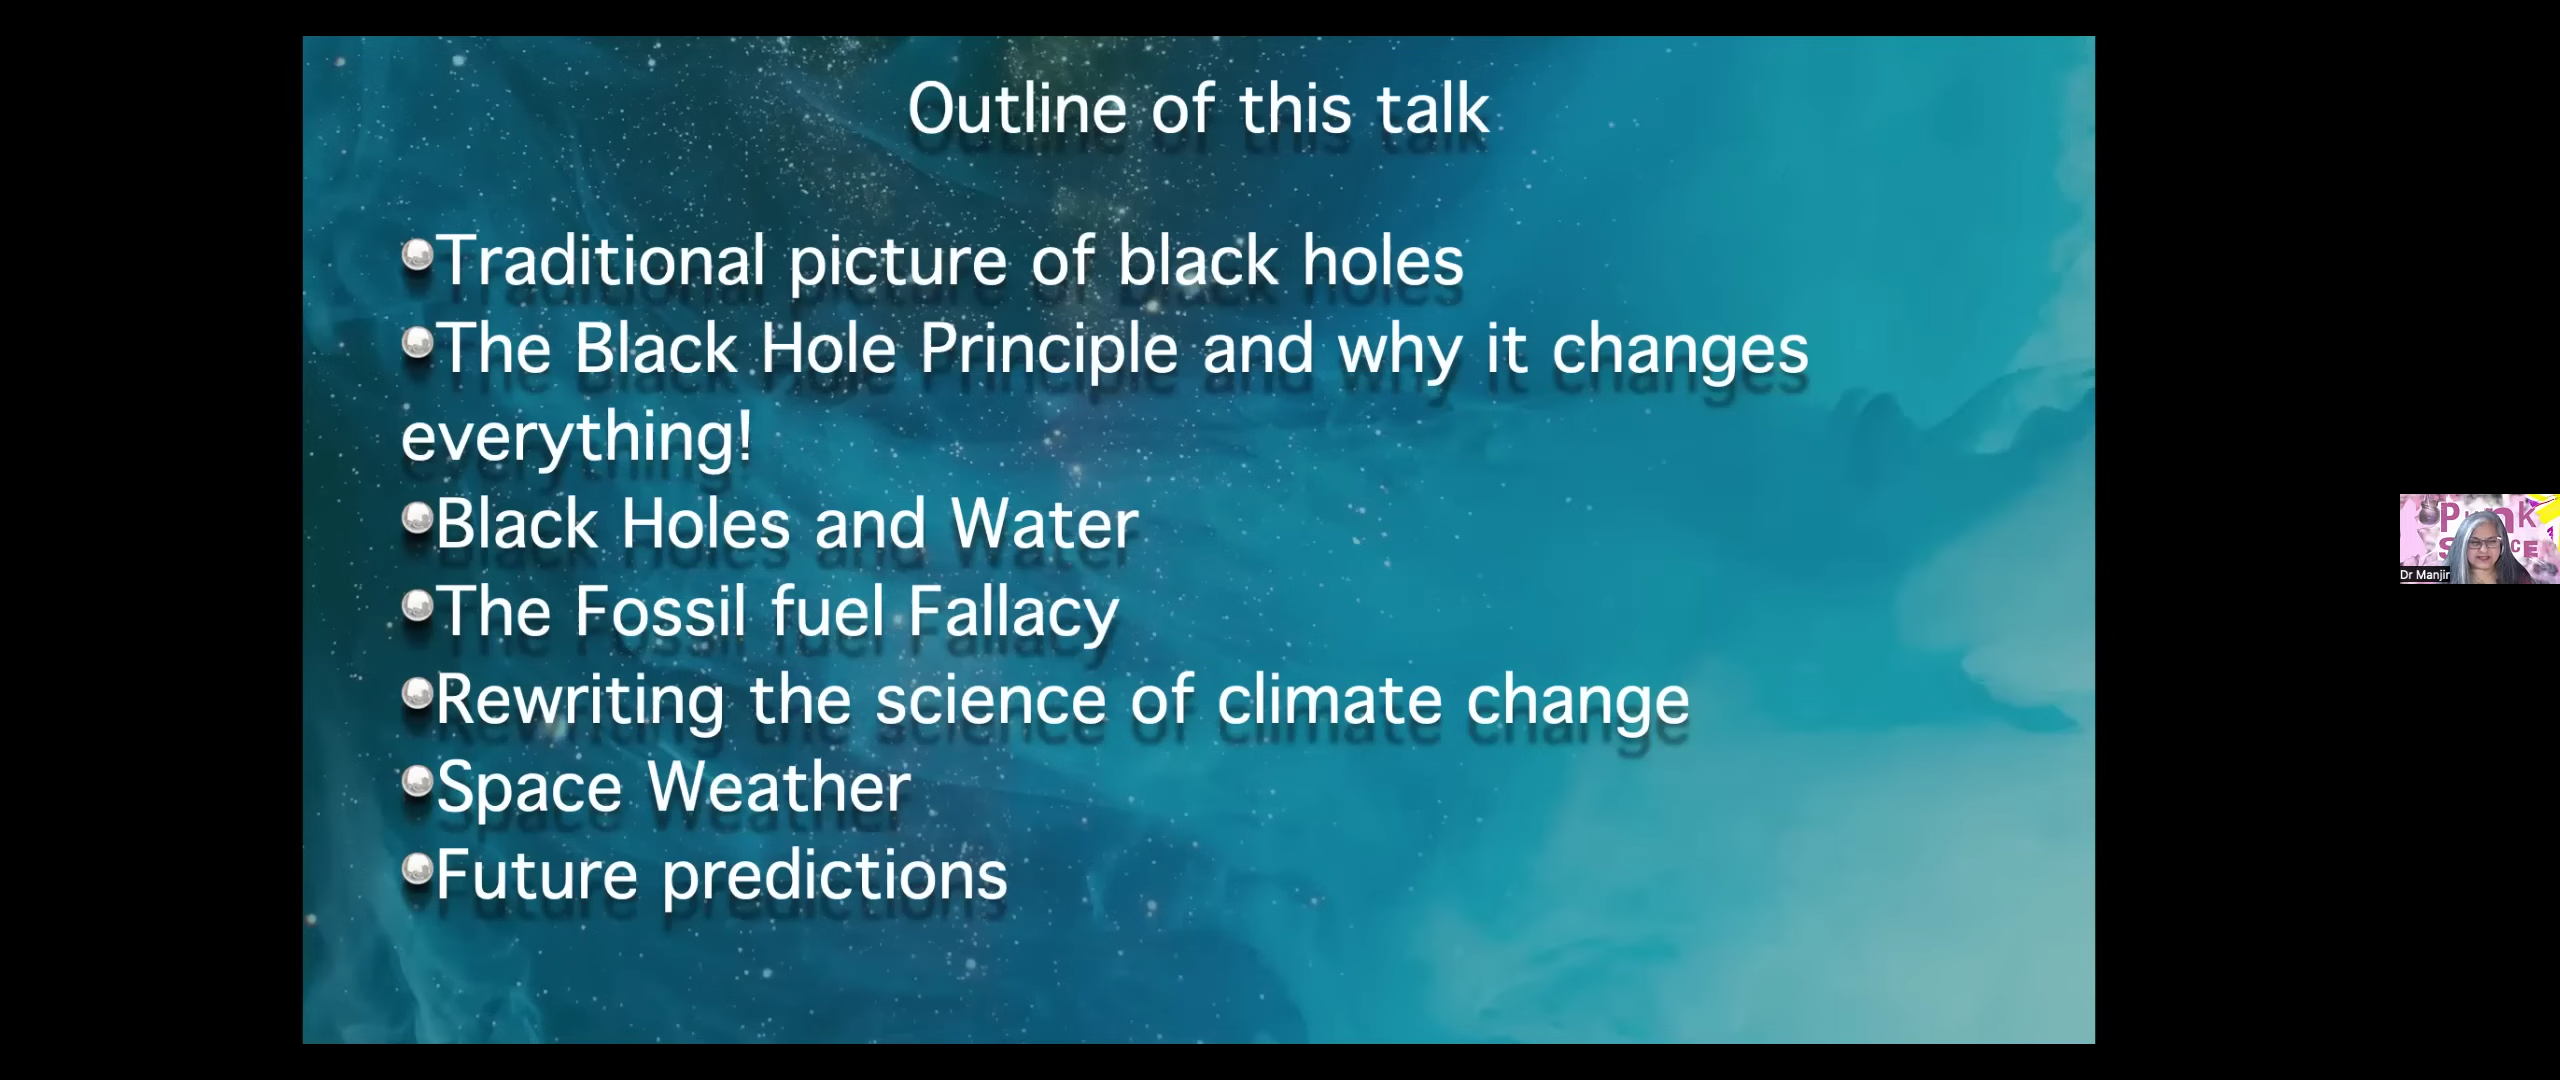 Outline of this talk
Traditional picture of black holes
The Black Hole Principle and why it changes
everything!
Black Holes and Water
The Fossil fuel Fallacy
Rewriting the science of climate change
Space Weather
Future predictions
Dr Manjir